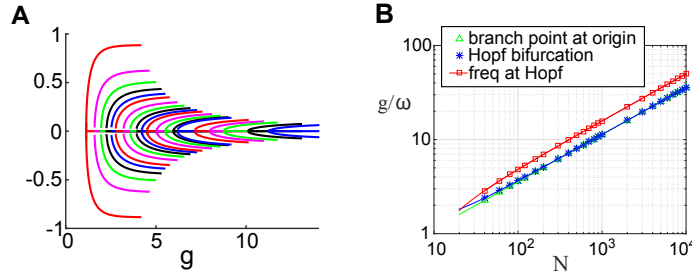 A
1
0.5
0
-0.5
-1
0
5
10
g
B
branch point at origin
Hopf bifurcation
freq at Hopf
g/ω
100
10
1
10
10²
10³
10⁴
N